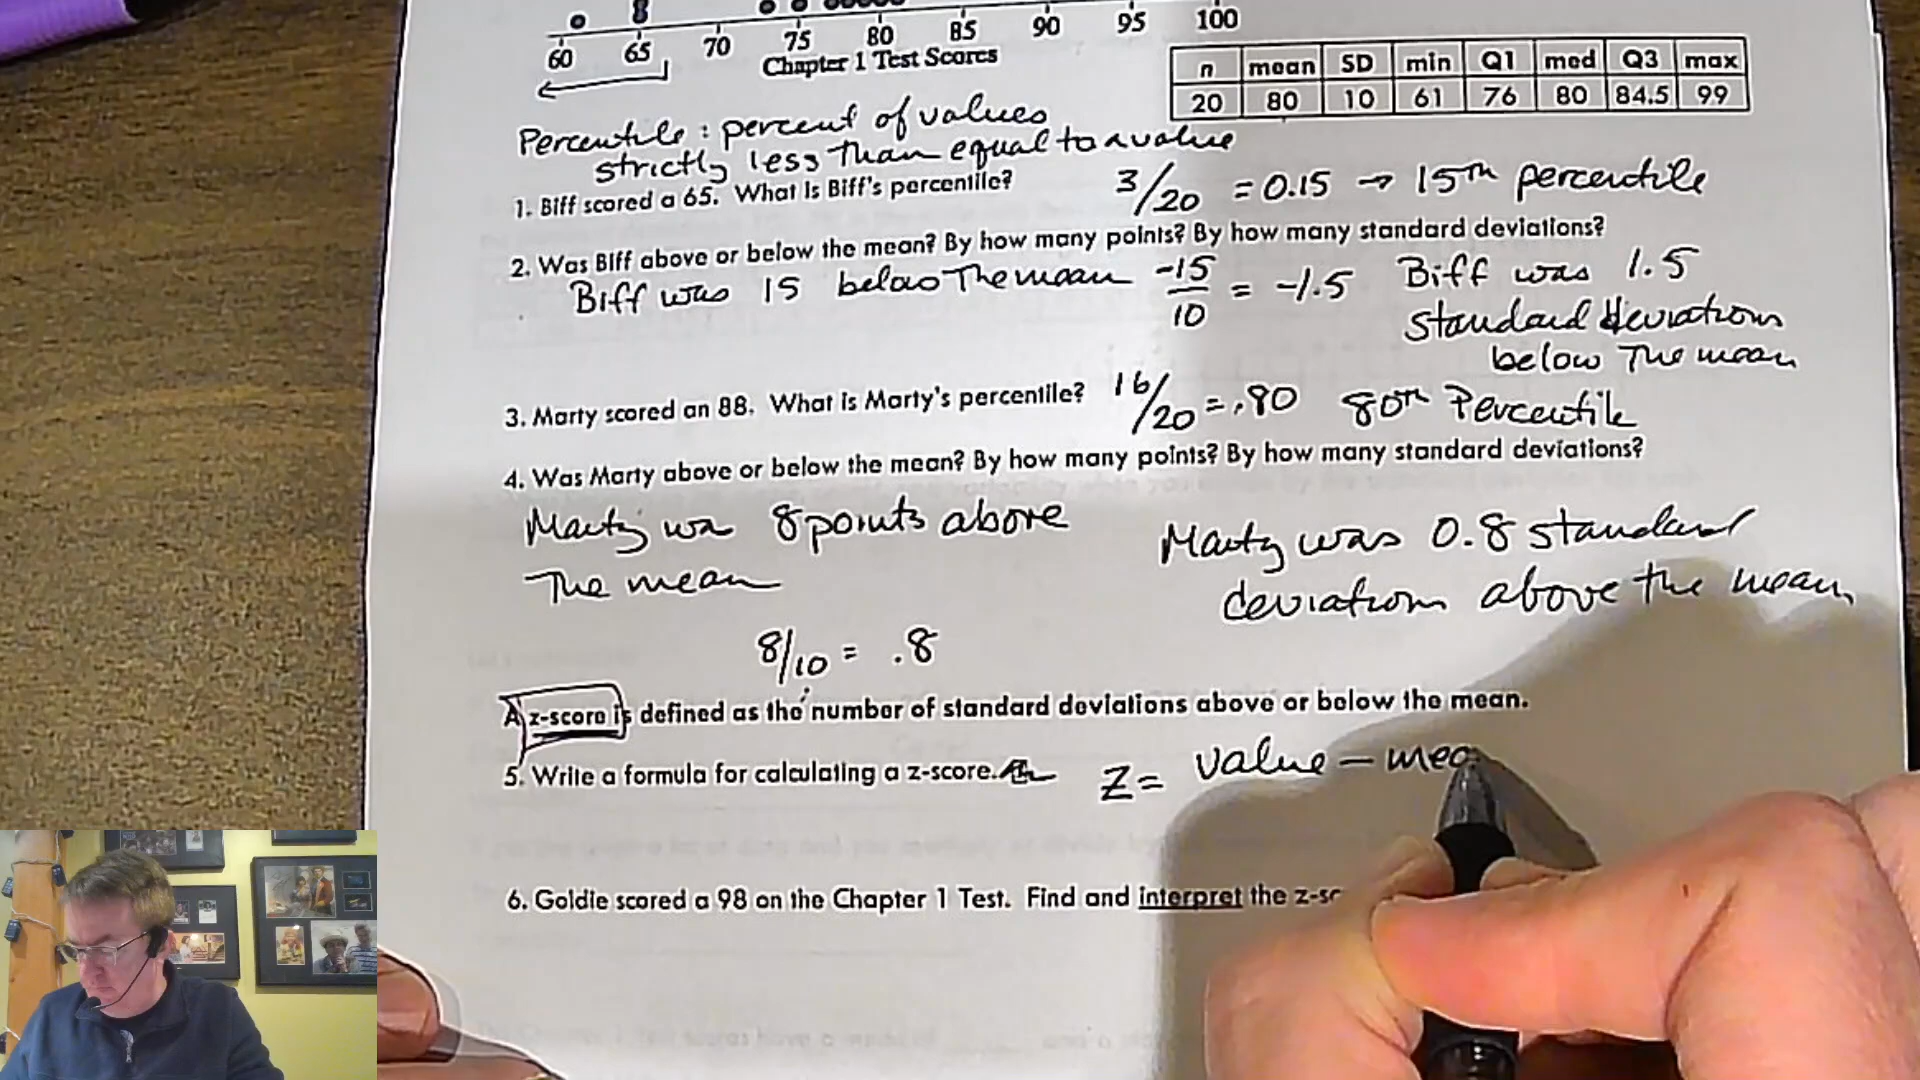 60 65 70 75 80 85 90 95 100
Chapter 1 Test Scores
n mean SD min Q1 med Q3 max
20 80 10 61 76 80 84.5 99
Percentile: percent of values
strictly less than equal to a value
1. Biff scored a 65. What is Biff's percentile? 3/20 = 0.15 → 15th percentile
2. Was Biff above or below the mean? By how many points? By how many standard deviations?
Biff was 15 below The mean -15/10 = -1.5 Biff was 1.5
standard deviations
below The mean
3. Marty scored an 88. What is Marty's percentile? 16/20 = .80 80th Percentile
4. Was Marty above or below the mean? By how many points? By how many standard deviations?
Marty wa 8 points above
The mean
Marty was 0.8 standard
deviations above the mean
8/10 = .8
A z-score is defined as the number of standard deviations above or below the mean.
5. Write a formula for calculating a z-score. Z = value - mea
6. Goldie scored a 98 on the Chapter 1 Test. Find and interpret the z-sc